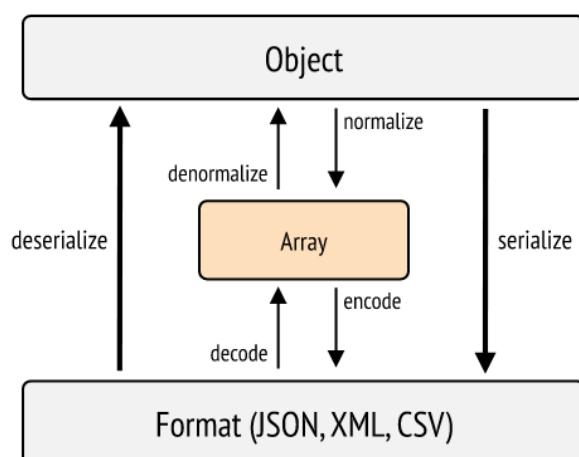 Object
normalize
denormalize
deserialize
Array
serialize
encode
decode
Format (JSON, XML, CSV)